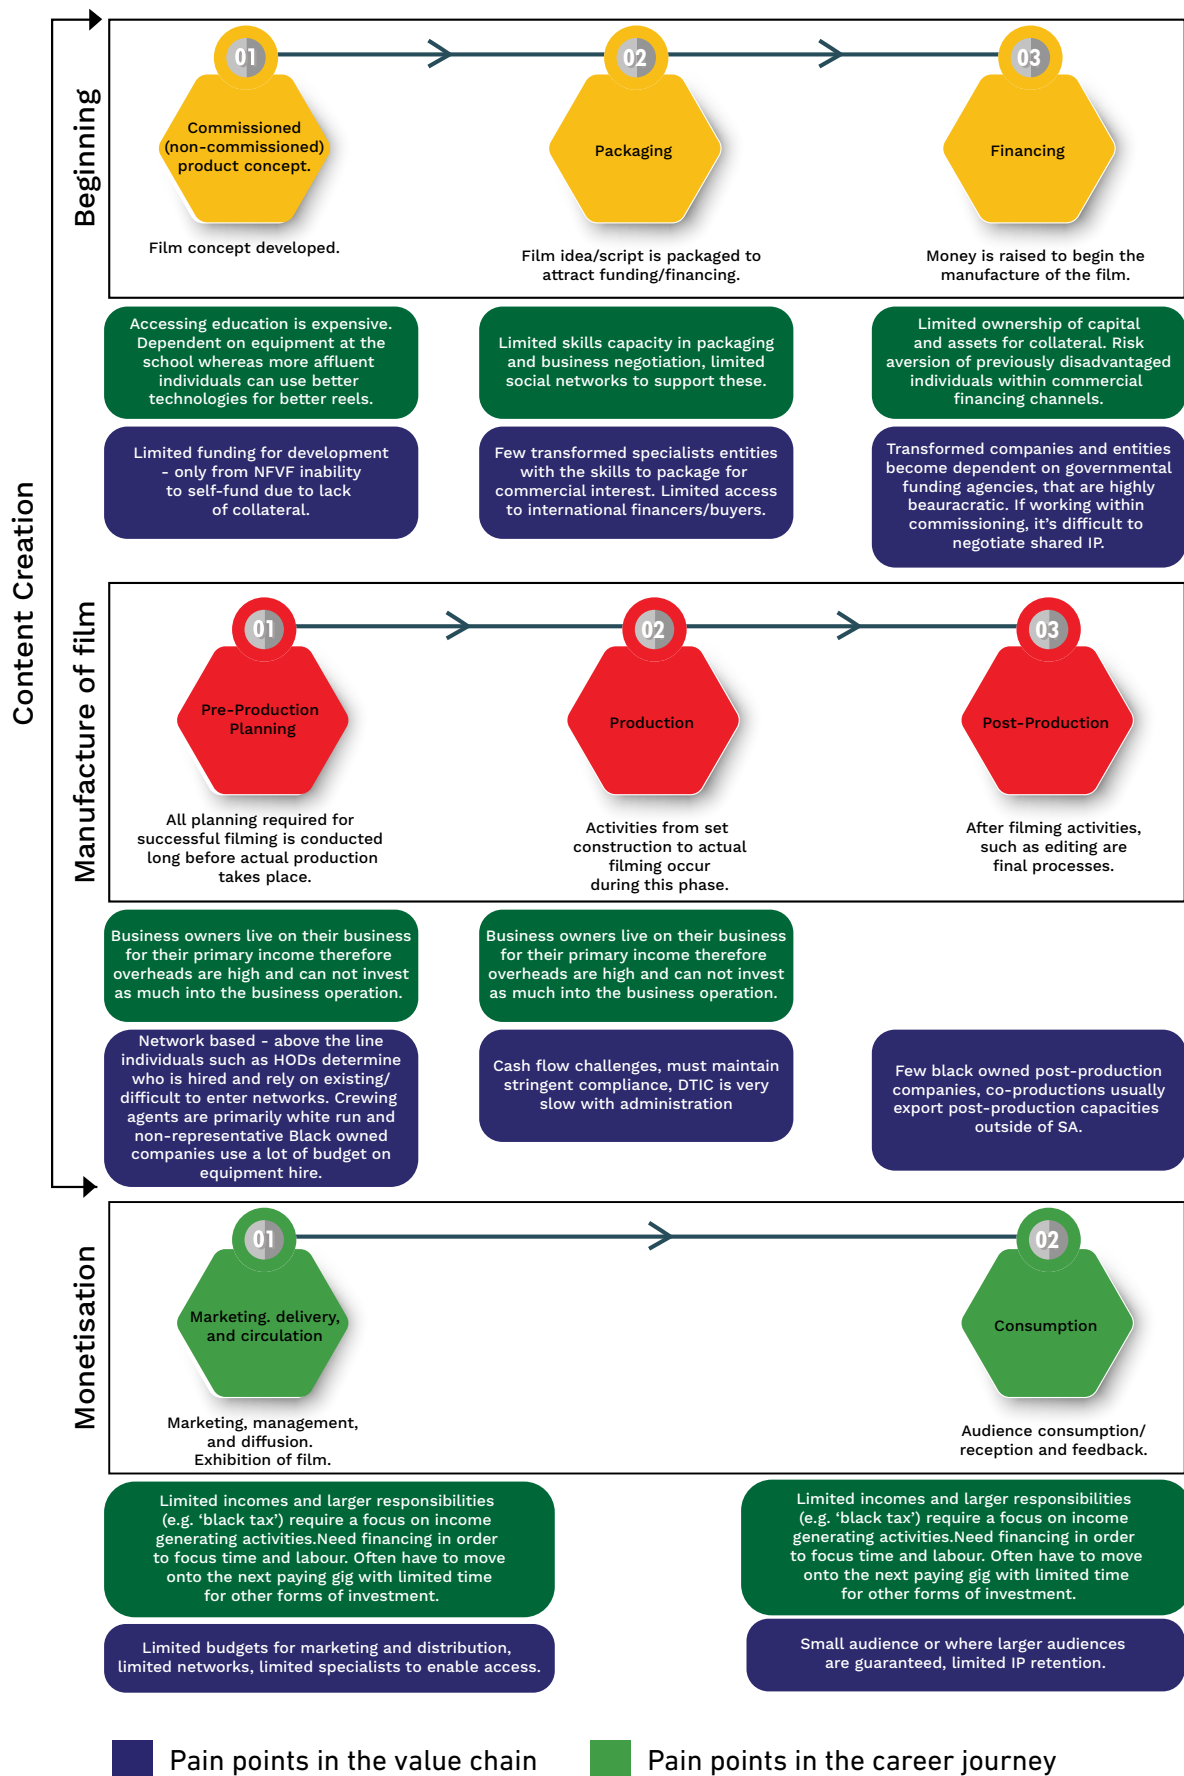 Content Creation
Beginning
01
02
03
Commissioned
(non-commissioned)
product concept.
Packaging
Financing
Film concept developed.
Film idea/script is packaged to
attract funding/financing.
Money is raised to begin the
manufacture of the film.
Accessing education is expensive.
Dependent on equipment at the
school whereas more affluent
individuals can use better
technologies for better reels.
Limited skills capacity in packaging
and business negotiation, limited
social networks to support these.
Limited ownership of capital
and assets for collateral. Risk
aversion of previously disadvantaged
individuals within commercial
financing channels.
Limited funding for development
- only from NFVF inability
to self-fund due to lack
of collateral.
Few transformed specialists entities
with the skills to package for
commercial interest. Limited access
to international financers/buyers.
Transformed companies and entities
become dependent on governmental
funding agencies, that are highly
beauracratic. If working within
commissioning, it’s difficult to
negotiate shared IP.
Manufacture of film
01
02
03
Pre-Production
Planning
Production
Post-Production
All planning required for
successful filming is conducted
long before actual production
takes place.
Activities from set
construction to actual
filming occur
during this phase.
After filming activities,
such as editing are
final processes.
Business owners live on their business
for their primary income therefore
overheads are high and can not invest
as much into the business operation.
Business owners live on their business
for their primary income therefore
overheads are high and can not invest
as much into the business operation.
Network based - above the line
individuals such as HODs determine
who is hired and rely on existing/
difficult to enter networks. Crewing
agents are primarily white run and
non-representative Black owned
companies use a lot of budget on
equipment hire.
Cash flow challenges, must maintain
stringent compliance, DTIC is very
slow with administration
Few black owned post-production
companies, co-productions usually
export post-production capacities
outside of SA.
Monetisation
01
02
Marketing. delivery,
and circulation
Consumption
Marketing, management,
and diffusion.
Exhibition of film.
Audience consumption/
reception and feedback.
Limited incomes and larger responsibilities
(e.g. ‘black tax’) require a focus on income
generating activities.Need financing in order
to focus time and labour. Often have to move
onto the next paying gig with limited time
for other forms of investment.
Limited incomes and larger responsibilities
(e.g. ‘black tax’) require a focus on income
generating activities.Need financing in order
to focus time and labour. Often have to move
onto the next paying gig with limited time
for other forms of investment.
Limited budgets for marketing and distribution,
limited networks, limited specialists to enable access.
Small audience or where larger audiences
are guaranteed, limited IP retention.
Pain points in the value chain
Pain points in the career journey